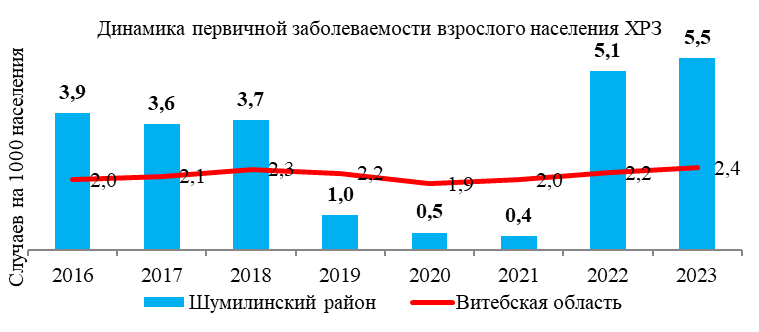 Динамика первичной заболеваемости взрослого населения ХРЗ
Случаев на 1000 населения
3,9 3,6 3,7 1,0 0,5 0,4 5,1 5,5
2,0 2,1 2,3 2,2 1,9 2,0 2,2 2,4
2016 2017 2018 2019 2020 2021 2022 2023
Шумилинский район Витебская область